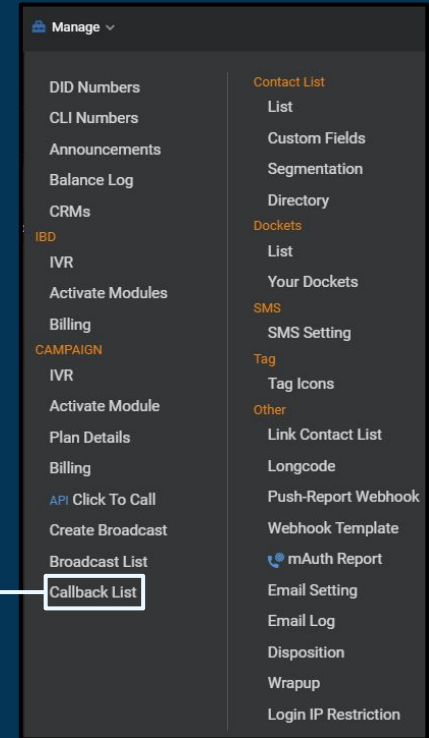 Manage
DID Numbers
CLI Numbers
Announcements
Balance Log
CRMs
IBD
IVR
Activate Modules
Billing
CAMPAIGN
IVR
Activate Module
Plan Details
Billing
API Click To Call
Create Broadcast
Broadcast List
Callback List
Contact List
List
Custom Fields
Segmentation
Directory
Dockets
List
Your Dockets
SMS
SMS Setting
Tag
Tag Icons
Other
Link Contact List
Longcode
Push-Report Webhook
Webhook Template
mAuth Report
Email Setting
Email Log
Disposition
Wrapup
Login IP Restriction